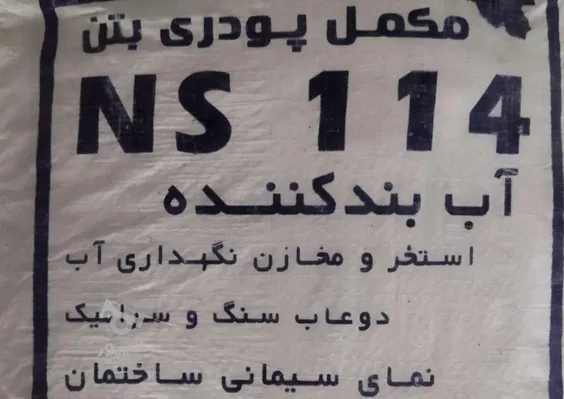 مکمل پودری بتن
NS 114
آب بندکننده
استخر و مخازن نگهداری آب
دوغاب سنگ و سرامیک
نمای سیمانی ساختمان